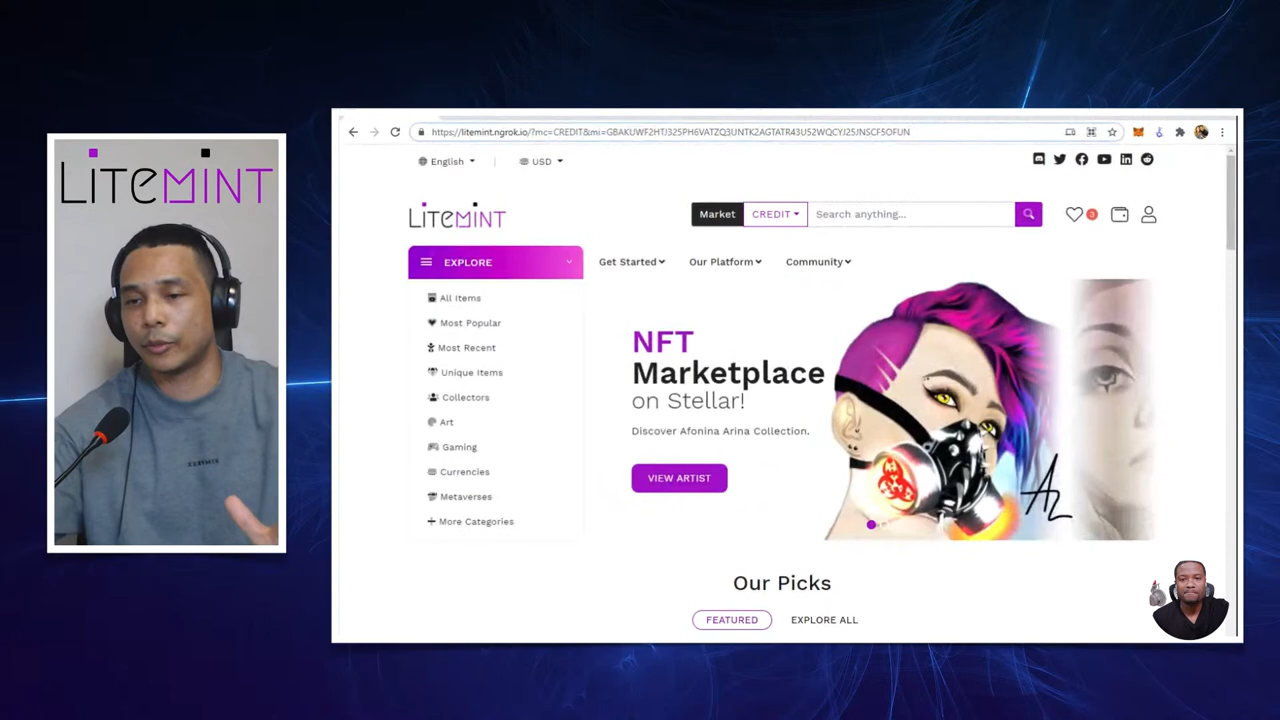 LiTEMiNT
https://litemint.ngrok.io/?mc=CREDIT&mi=GBAKUWF2HTJ325PH6VATZQ3UNTK2AGTATR43U52WQCYJ25JNSCF5OFUN
English USD
LiTEMiNT
Market CREDIT Search anything... 3
EXPLORE
Get Started Our Platform Community
All Items
Most Popular
Most Recent
Unique Items
Collectors
Art
Gaming
Currencies
Metaverses
More Categories
NFT
Marketplace
on Stellar!
Discover Afonina Arina Collection.
VIEW ARTIST
Our Picks
FEATURED EXPLORE ALL